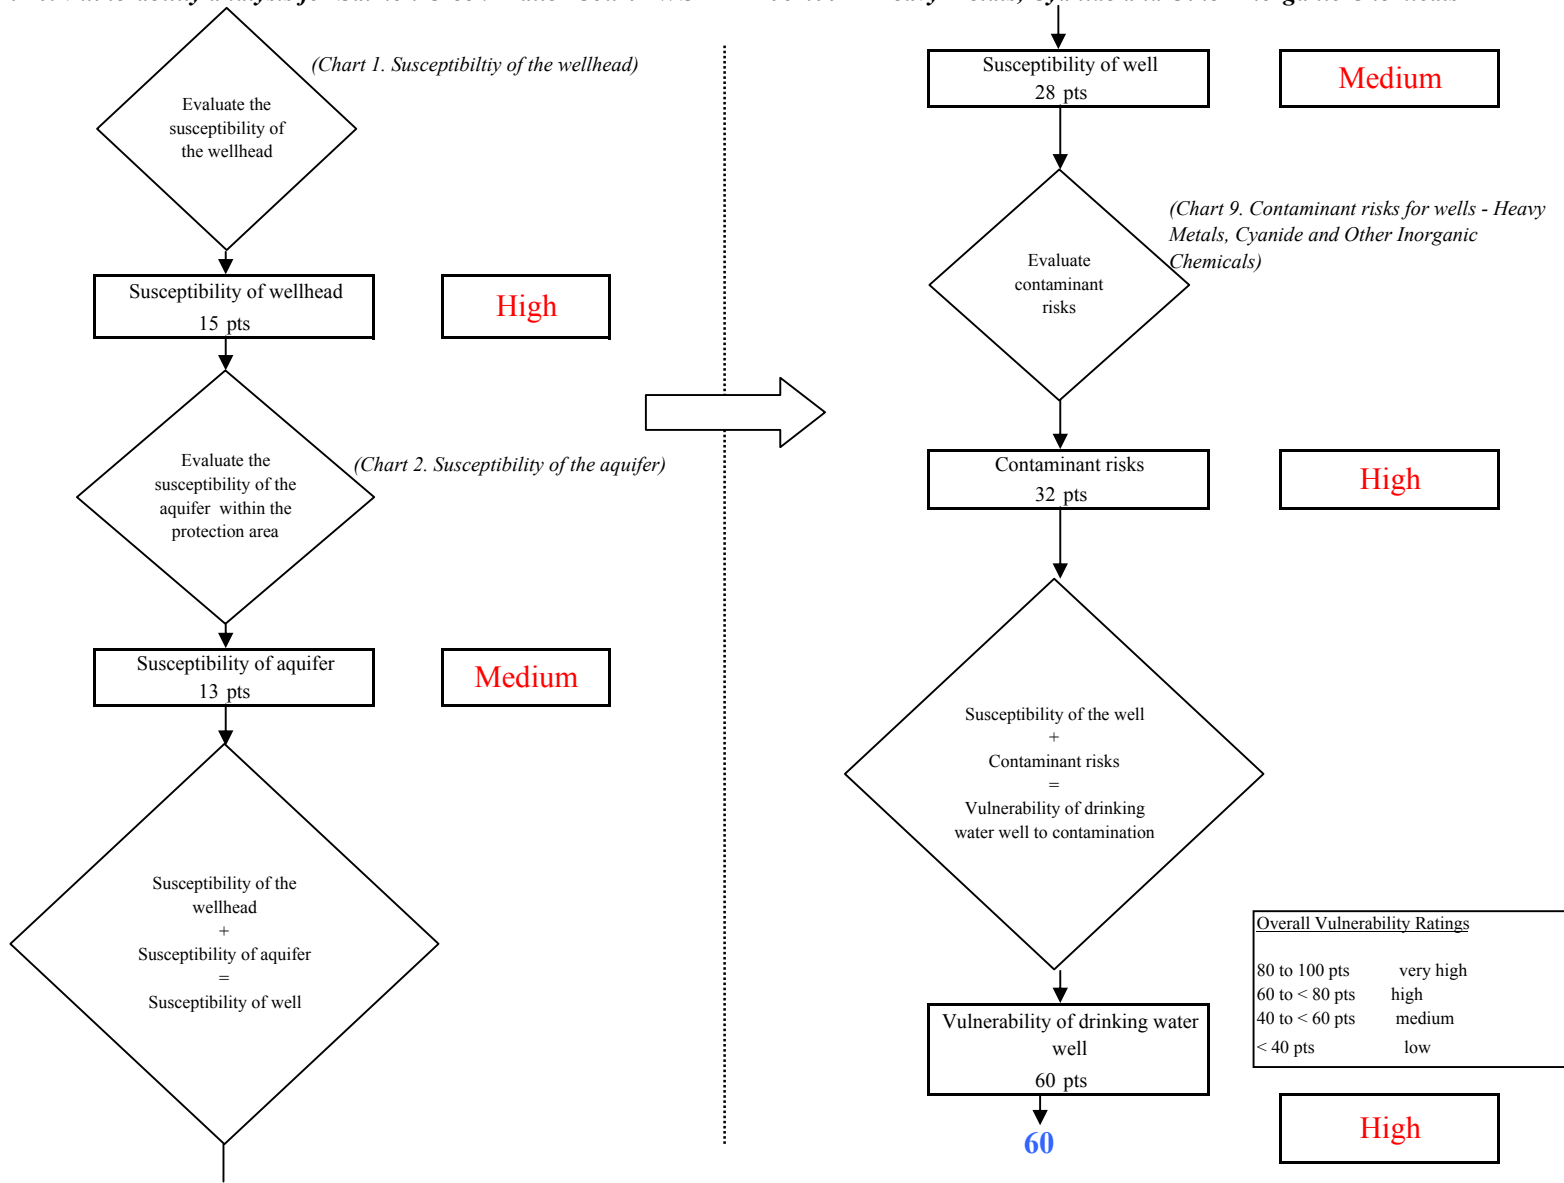 (Chart 1. Susceptibiltiy of the wellhead)
Evaluate the
susceptibility of
the wellhead
Susceptibility of wellhead
15 pts
High
Evaluate the
susceptibility of the
aquifer within the
protection area
(Chart 2. Susceptibility of the aquifer)
Susceptibility of aquifer
13 pts
Medium
Susceptibility of the
wellhead
+
Susceptibility of aquifer
=
Susceptibility of well
Susceptibility of well
28 pts
Medium
(Chart 9. Contaminant risks for wells - Heavy
Metals, Cyanide and Other Inorganic
Chemicals)
Evaluate
contaminant
risks
Contaminant risks
32 pts
High
Susceptibility of the well
+
Contaminant risks
=
Vulnerability of drinking
water well to contamination
Overall Vulnerability Ratings
80 to 100 pts very high
60 to < 80 pts high
40 to < 60 pts medium
< 40 pts low
Vulnerability of drinking water
well
60 pts
60
High